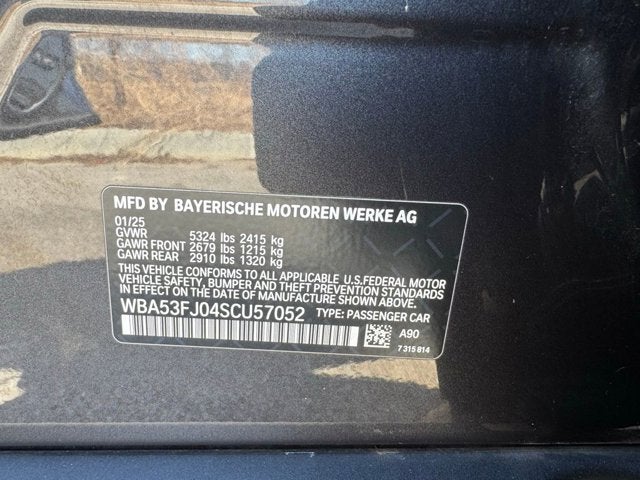 MFD BY BAYERISCHE MOTOREN WERKE AG
01/25
GVWR 5324 lbs 2415 kg
GAWR FRONT 2679 lbs 1215 kg
GAWR REAR 2910 lbs 1320 kg
THIS VEHICLE CONFORMS TO ALL APPLICABLE U.S.FEDERAL MOTOR
VEHICLE SAFETY, BUMPER AND THEFT PREVENTION STANDARDS
IN EFFECT ON THE DATE OF MANUFACTURE SHOWN ABOVE.
WBA53FJ04SCU57052 TYPE: PASSENGER CAR
A90
7 315 814